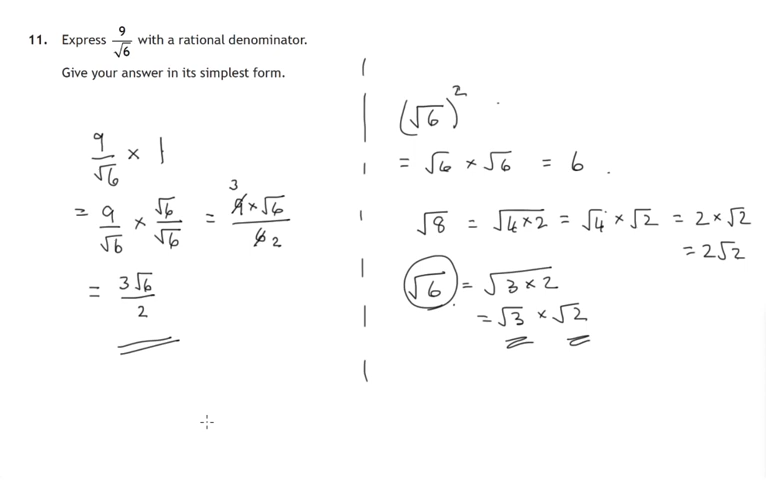 11. Express 9/√6 with a rational denominator.
Give your answer in its simplest form.
9/√6 × 1
= 9/√6 × √6/√6 = 9×√6/6 3 2
= 3√6/2
(√6)²
= √6 × √6 = 6.
√8 = √4×2 = √4 × √2 = 2×√2
= 2√2
√6 = √3×2
= √3 × √2